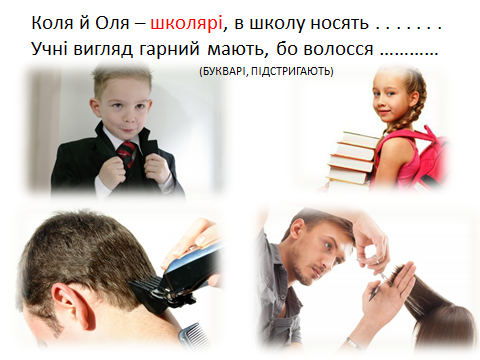 Коля й Оля – школярі, в школу носять . . . . . . .
Учні вигляд гарний мають, бо волосся …………
(БУКВАРІ, ПІДСТРИГАЮТЬ)